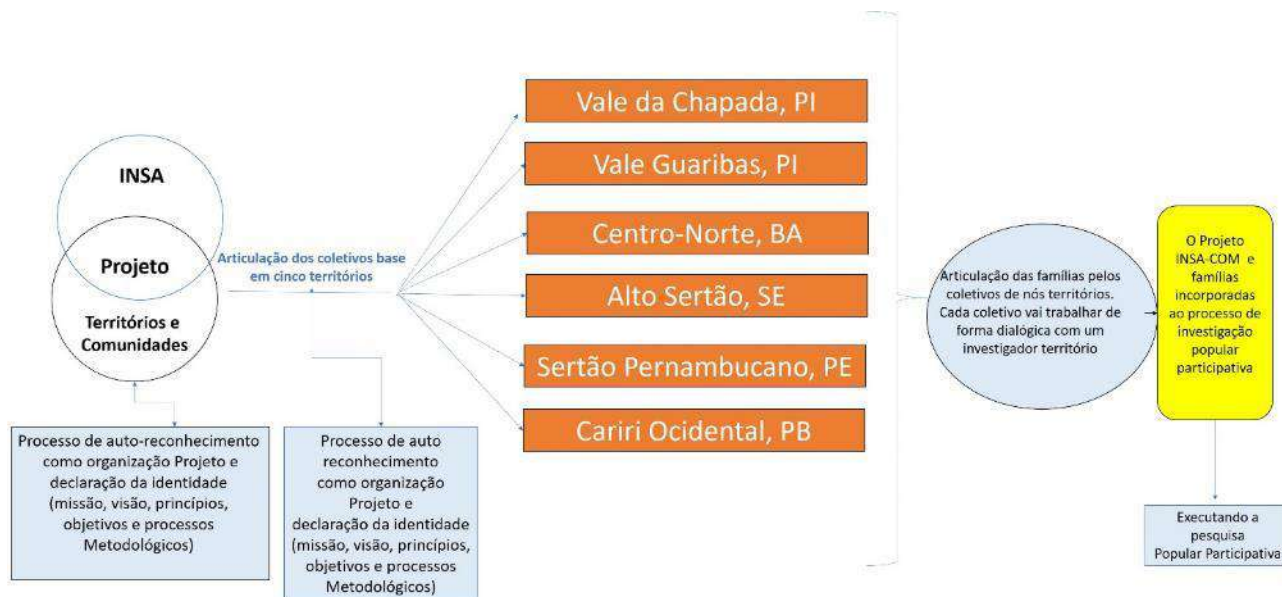 INSA
Projeto
Territórios e
Comunidades
Processo de auto-reconhecimento
como organização Projeto e
declaração da identidade
(missão, visão, princípios,
objetivos e processos
Metodológicos)
Articulação dos coletivos base
em cinco territórios
Processo de auto
reconhecimento
como organização
Projeto e
declaração da identidade
(missão, visão, princípios,
objetivos e processos
Metodológicos)
Vale da Chapada, PI
Vale Guaribas, PI
Centro-Norte, BA
Alto Sertão, SE
Sertão Pernambucano, PE
Cariri Ocidental, PB
Articulação das famílias pelos
coletivos de nós territórios.
Cada coletivo vai trabalhar de
forma dialógica com um
investigador território
O Projeto
INSA-COM e
famílias
incorporadas
ao processo de
investigação
popular
participativa
Executando a
pesquisa
Popular Participativa